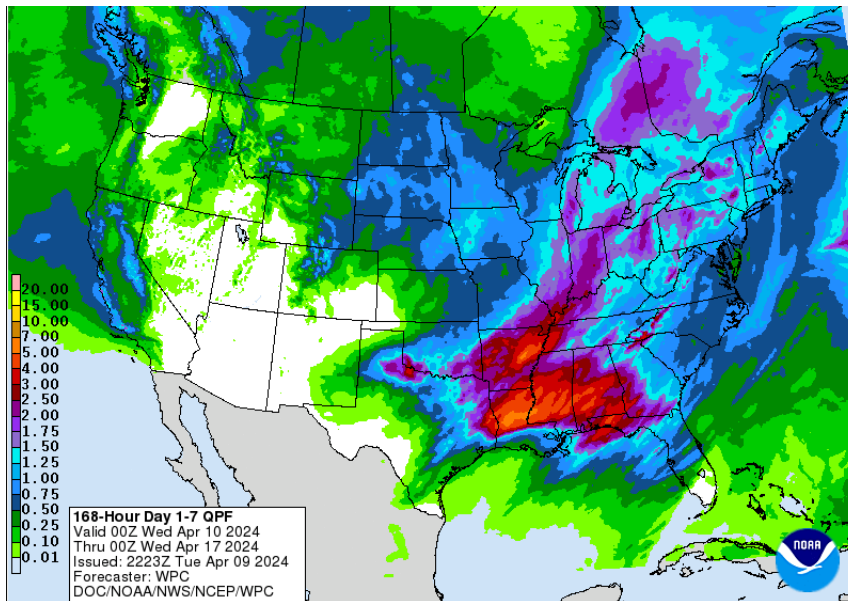 20.00
15.00
10.00
7.00
5.00
4.00
3.00
2.50
2.00
1.75
1.50
1.25
1.00
0.75
0.50
0.25
0.10
0.01
168-Hour Day 1-7 QPF
Valid 00Z Wed Apr 10 2024
Thru 00Z Wed Apr 17 2024
Issued: 2223Z Tue Apr 09 2024
Forecaster: WPC
DOC/NOAA/NWS/NCEP/WPC
NOAA